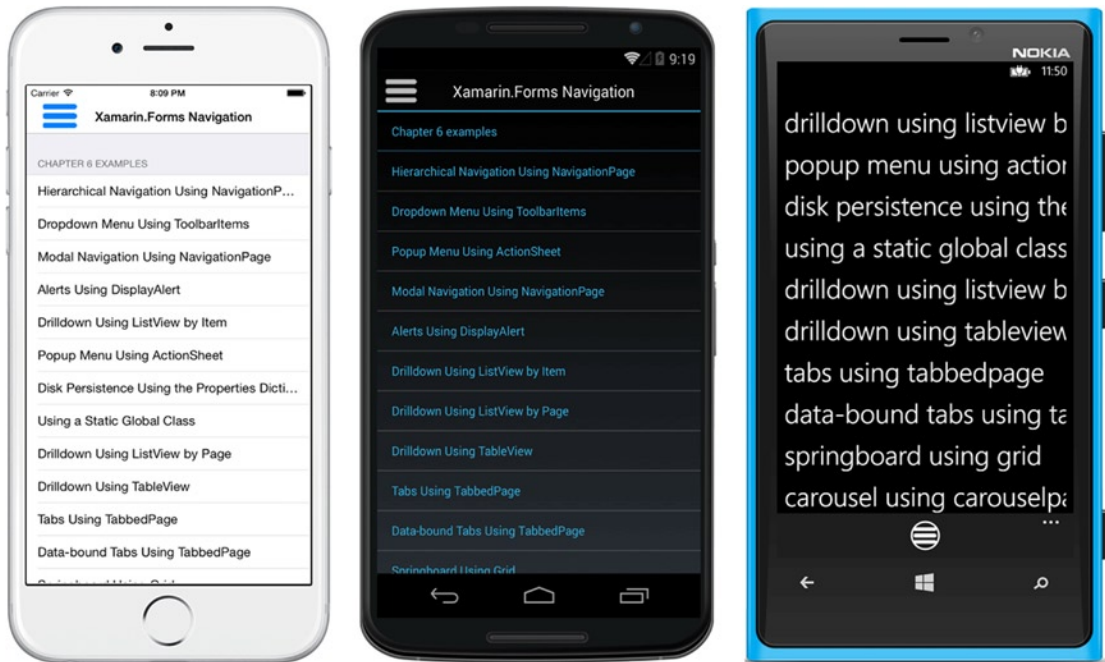 Carrier
8:09 PM
Xamarin.Forms Navigation
CHAPTER 6 EXAMPLES
Hierarchical Navigation Using NavigationP...
Dropdown Menu Using ToolbarItems
Modal Navigation Using NavigationPage
Alerts Using DisplayAlert
Drilldown Using ListView by Item
Popup Menu Using ActionSheet
Disk Persistence Using the Properties Dicti...
Using a Static Global Class
Drilldown Using ListView by Page
Drilldown Using TableView
Tabs Using TabbedPage
Data-bound Tabs Using TabbedPage
9:19
Xamarin.Forms Navigation
Chapter 6 examples
Hierarchical Navigation Using NavigationPage
Dropdown Menu Using ToolbarItems
Popup Menu Using ActionSheet
Modal Navigation Using NavigationPage
Alerts Using DisplayAlert
Drilldown Using ListView by Item
Drilldown Using ListView by Page
Drilldown Using TableView
Tabs Using TabbedPage
Data-bound Tabs Using TabbedPage
Springboard Using Grid
NOKIA
11:50
drilldown using listview b
popup menu using action
disk persistence using the
using a static global class
drilldown using listview b
drilldown using tableview
tabs using tabbedpage
data-bound tabs using ta
springboard using grid
carousel using carouselpa